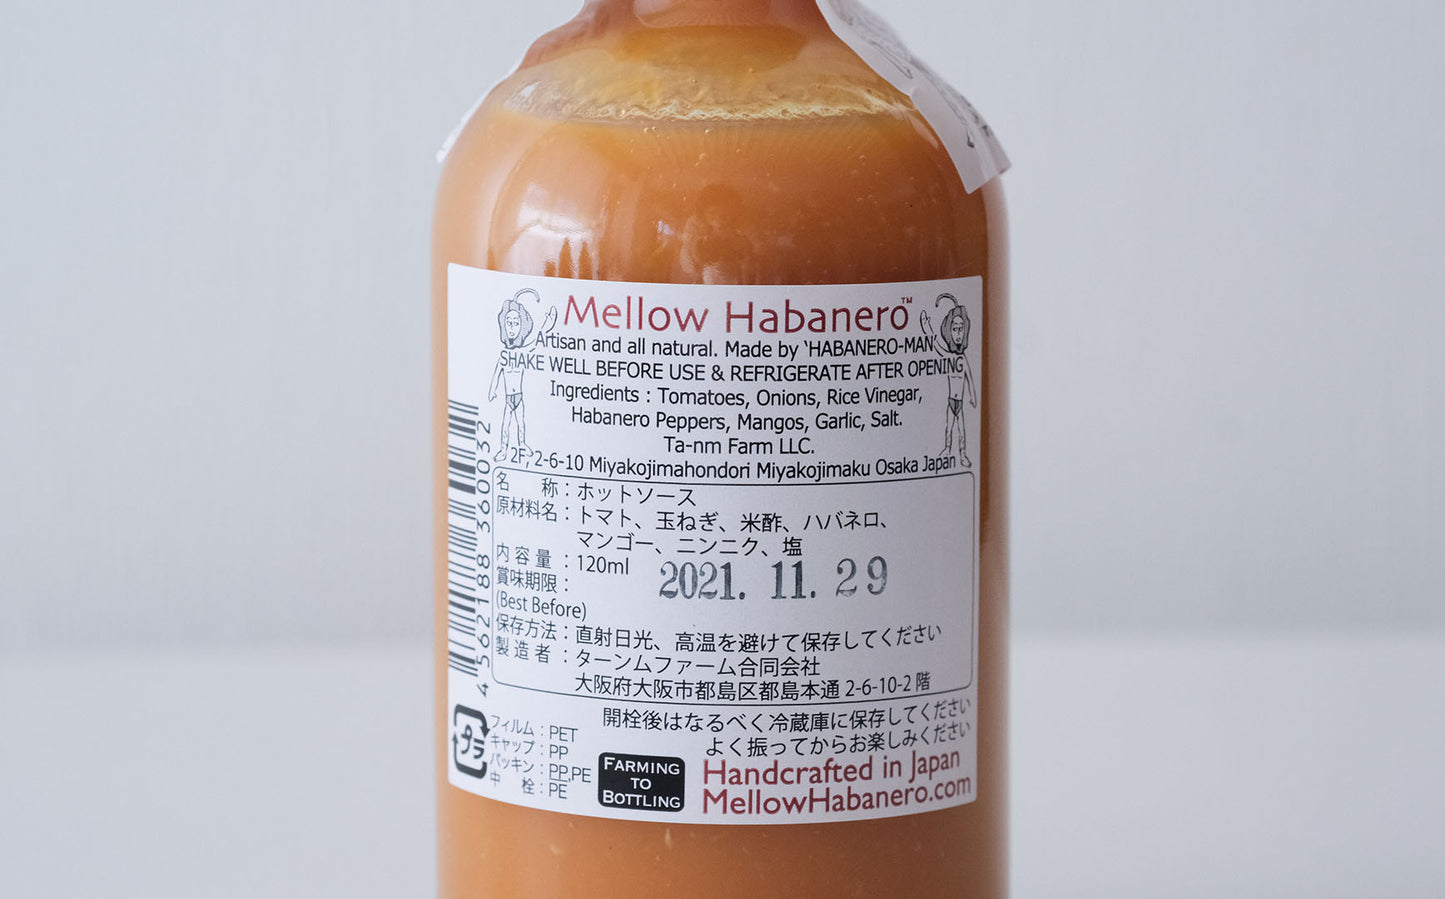 Mellow Habanero™
Artisan and all natural. Made by ‘HABANERO-MAN’
SHAKE WELL BEFORE USE & REFRIGERATE AFTER OPENING
Ingredients : Tomatoes, Onions, Rice Vinegar,
Habanero Peppers, Mangos, Garlic, Salt.
Ta-nm Farm LLC.
2F, 2-6-10 Miyakojimahondori Miyakojimaku Osaka Japan
名 称：ホットソース
原材料名：トマト、玉ねぎ、米酢、ハバネロ、
マンゴー、ニンニク、塩
内容量：120ml
賞味期限： 2021. 11. 29
(Best Before)
保存方法：直射日光、高温を避けて保存してください
製造者：ターンムファーム合同会社
大阪府大阪市都島区都島本通 2-6-10-2 階
4562188360032
開栓後はなるべく冷蔵庫に保存してください
よく振ってからお楽しみください
プラ
フィルム：PET
キャップ：PP
パッキン：PP,PE
中 栓：PE
FARMING
TO
BOTTLING
Handcrafted in Japan
MellowHabanero.com